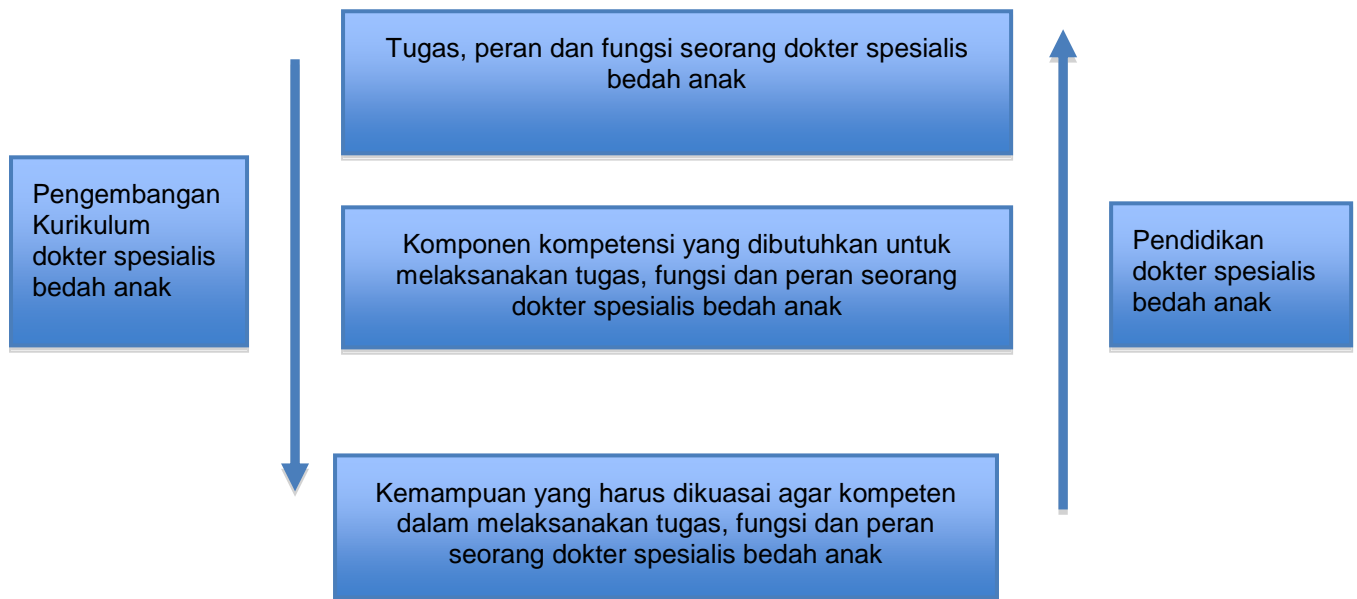 Tugas, peran dan fungsi seorang dokter spesialis
bedah anak
Pengembangan
Kurikulum
dokter spesialis
bedah anak
Komponen kompetensi yang dibutuhkan untuk
melaksanakan tugas, fungsi dan peran seorang
dokter spesialis bedah anak
Pendidikan
dokter spesialis
bedah anak
Kemampuan yang harus dikuasai agar kompeten
dalam melaksanakan tugas, fungsi dan peran
seorang dokter spesialis bedah anak